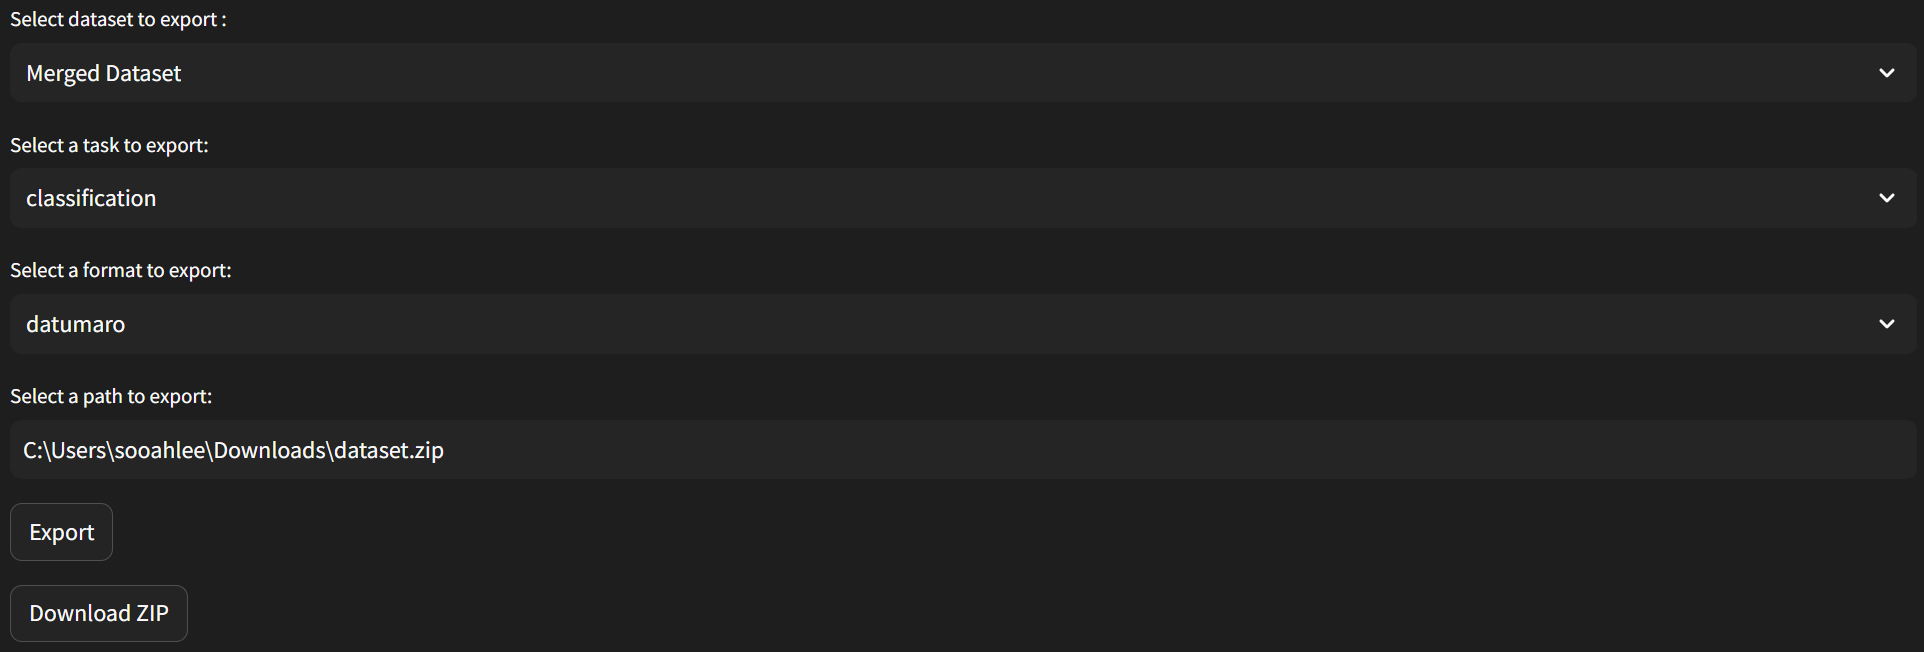 Select dataset to export :
Merged Dataset
Select a task to export:
classification
Select a format to export:
datumaro
Select a path to export:
C:\Users\sooahlee\Downloads\dataset.zip
Export
Download ZIP